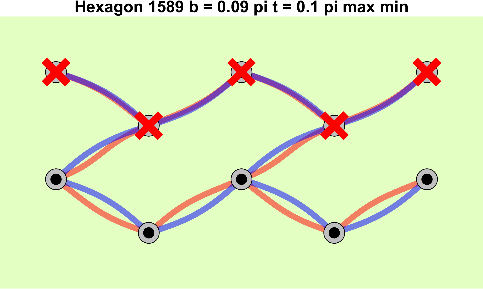 Hexagon 1589 b = 0.09 pi t = 0.1 pi max min